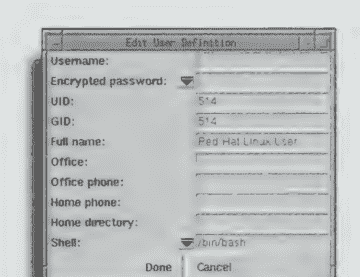 Edit User Definition
Username:
Encrypted password:
UID: 514
GID: 514
Full name: Red Hat Linux User
Office:
Office phone:
Home phone:
Home directory:
Shell: /bin/bash
Done Cancel